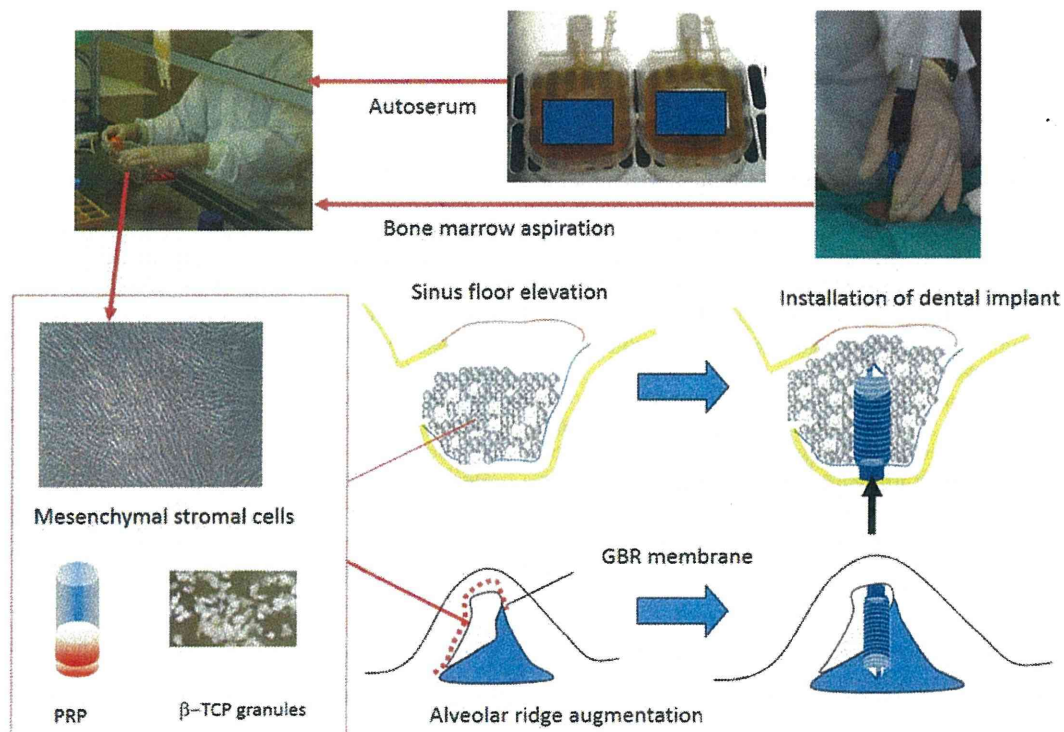 Autoserum
Bone marrow aspiration
Sinus floor elevation
Installation of dental implant
Mesenchymal stromal cells
GBR membrane
PRP
β–TCP granules
Alveolar ridge augmentation